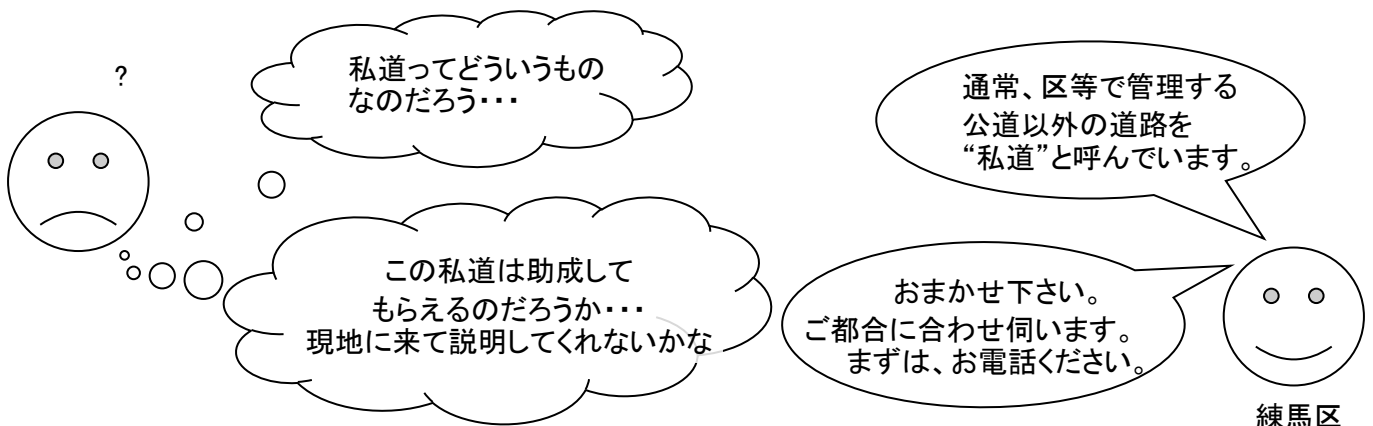 ?
私道ってどういうもの
なのだろう・・・
この私道は助成して
もらえるのだろうか・・・
現地に来て説明してくれないかな
通常、区等で管理する
公道以外の道路を
“私道”と呼んでいます。
おまかせ下さい。
ご都合に合わせ伺います。
まずは、お電話ください。
練馬区